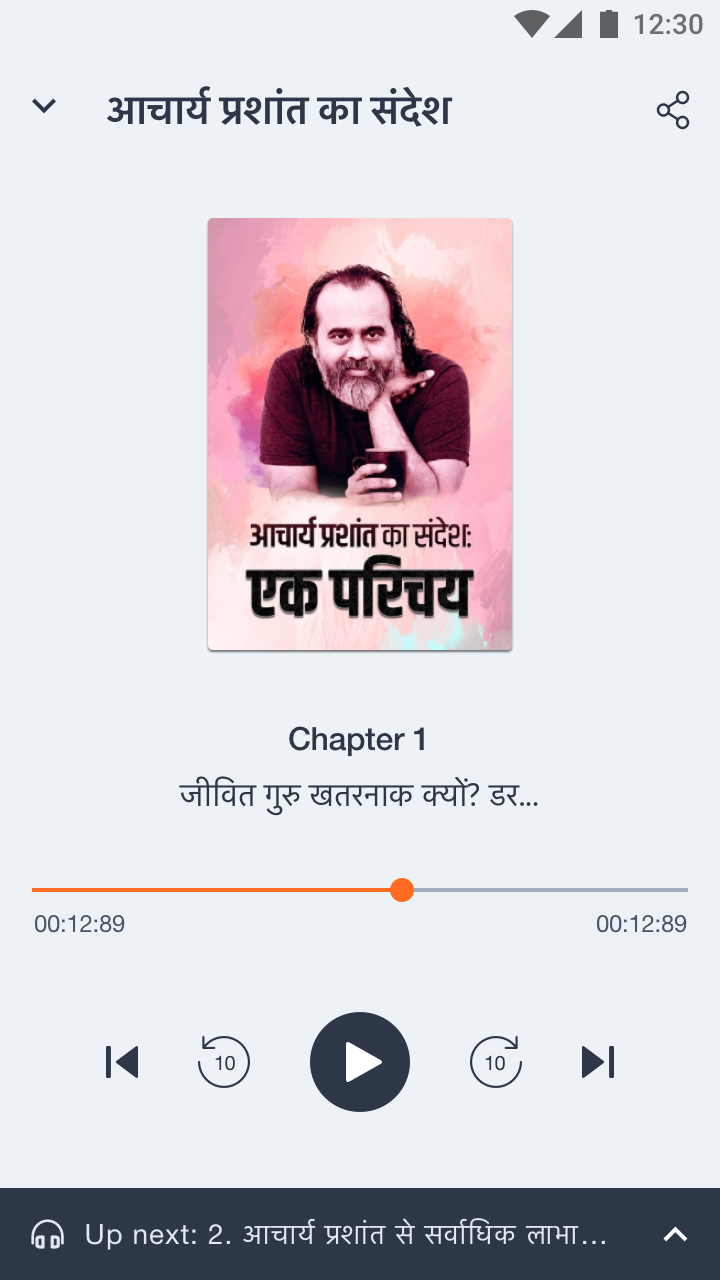 12:30
आचार्य प्रशांत का संदेश
आचार्य प्रशांत का संदेश:
एक परिचय
Chapter 1
जीवित गुरु खतरनाक क्यों? डर...
00:12:89 00:12:89
10 10
Up next: 2. आचार्य प्रशांत से सर्वाधिक लाभा...